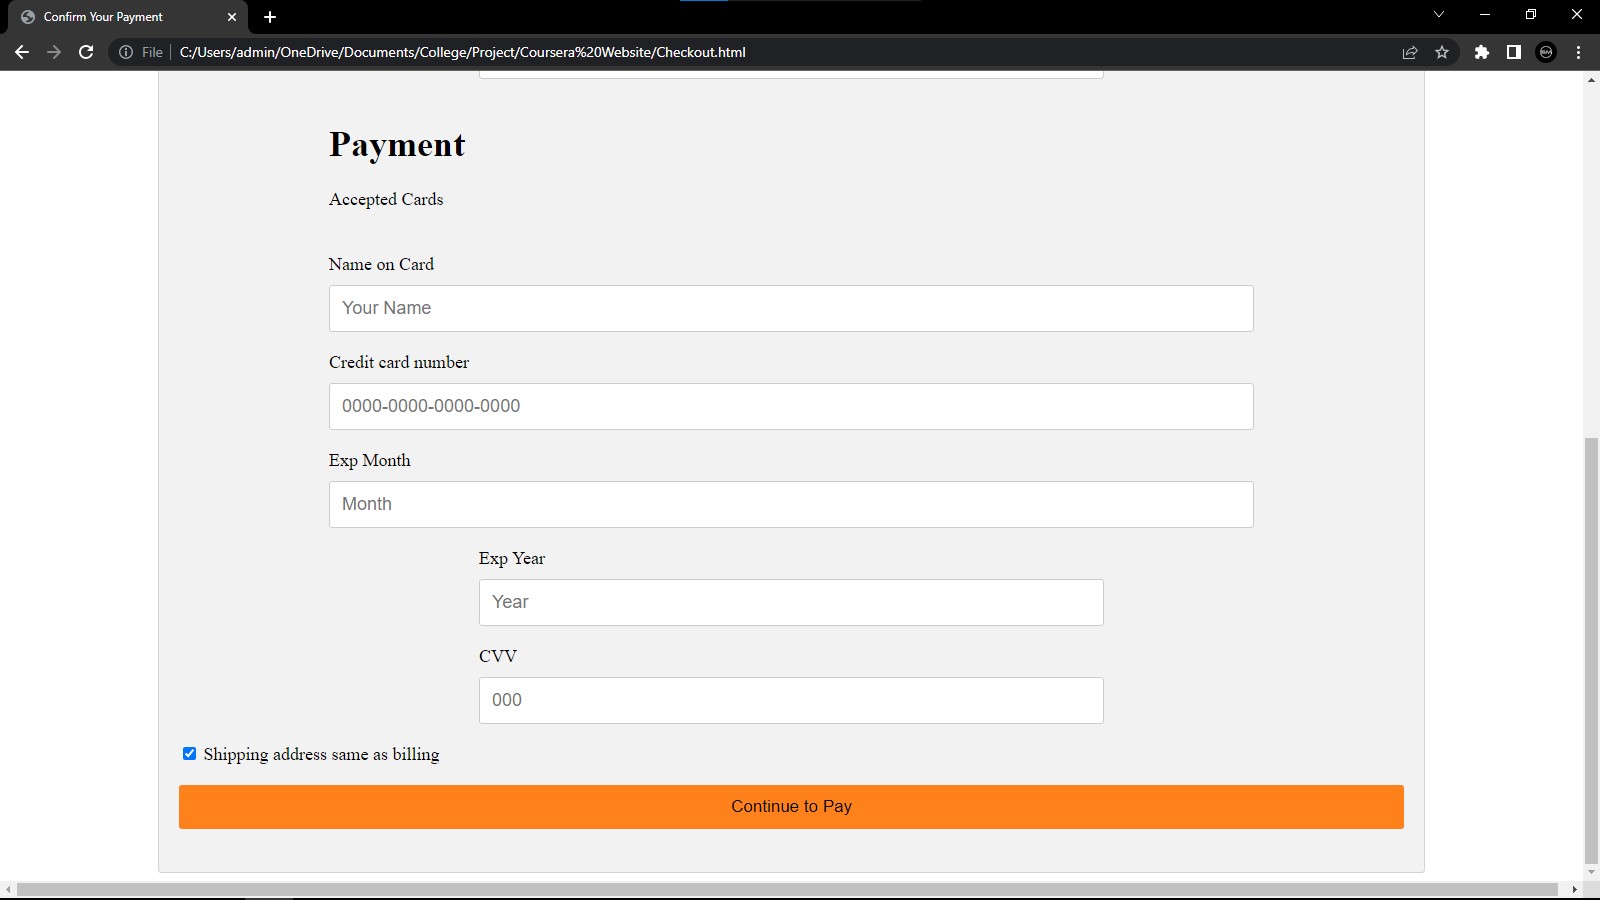 Confirm Your Payment
File C:/Users/admin/OneDrive/Documents/College/Project/Coursera%20Website/Checkout.html
Payment
Accepted Cards
Name on Card
Your Name
Credit card number
0000-0000-0000-0000
Exp Month
Month
Exp Year
Year
CVV
000
Shipping address same as billing
Continue to Pay